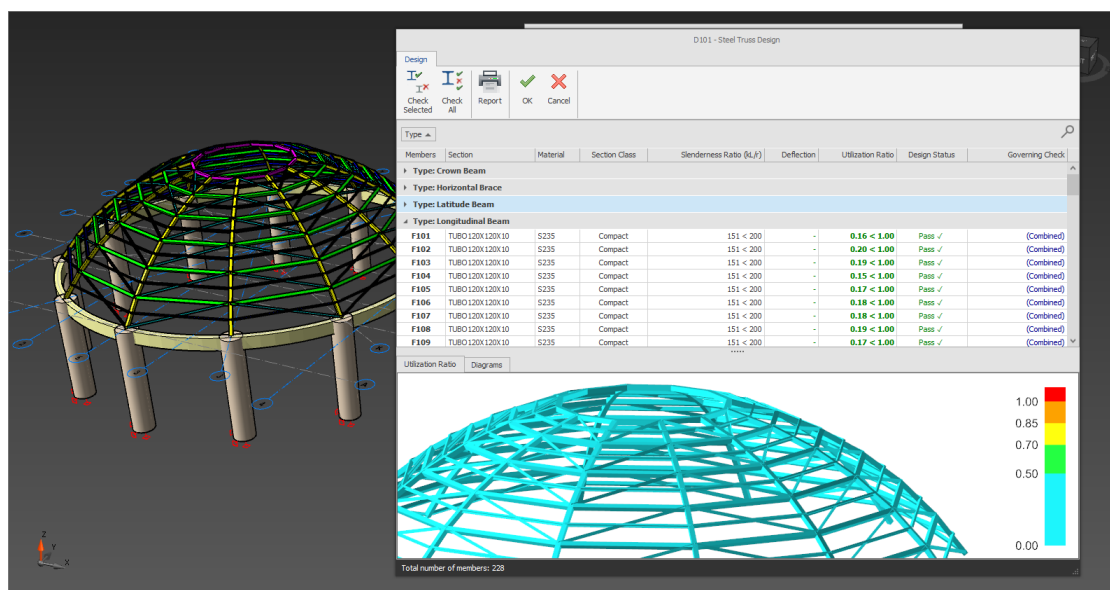 D101 - Steel Truss Design
Design
Check Selected
Check All
Report
OK
Cancel
Type
Members Section Material Section Class Slenderness Ratio (kL/r) Deflection Utilization Ratio Design Status Governing Check
Type: Crown Beam
Type: Horizontal Brace
Type: Latitude Beam
Type: Longitudinal Beam
F101 TUBO120X120X10 S235 Compact 151 < 200 - 0.16 < 1.00 Pass ✓ (Combined)
F102 TUBO120X120X10 S235 Compact 151 < 200 - 0.20 < 1.00 Pass ✓ (Combined)
F103 TUBO120X120X10 S235 Compact 151 < 200 - 0.19 < 1.00 Pass ✓ (Combined)
F104 TUBO120X120X10 S235 Compact 151 < 200 - 0.15 < 1.00 Pass ✓ (Combined)
F105 TUBO120X120X10 S235 Compact 151 < 200 - 0.17 < 1.00 Pass ✓ (Combined)
F106 TUBO120X120X10 S235 Compact 151 < 200 - 0.18 < 1.00 Pass ✓ (Combined)
F107 TUBO120X120X10 S235 Compact 151 < 200 - 0.18 < 1.00 Pass ✓ (Combined)
F108 TUBO120X120X10 S235 Compact 151 < 200 - 0.19 < 1.00 Pass ✓ (Combined)
F109 TUBO120X120X10 S235 Compact 151 < 200 - 0.17 < 1.00 Pass ✓ (Combined)
Utilization Ratio Diagrams
1.00
0.85
0.70
0.50
0.00
Z
Y
X
Total number of members: 228